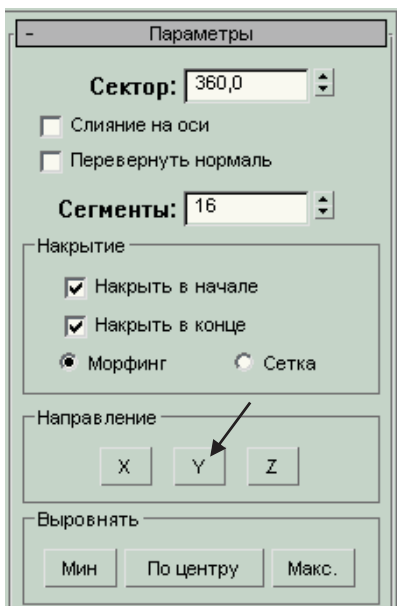 - Параметры
Сектор: 360,0
Слияние на оси
Перевернуть нормаль
Сегменты: 16
Накрытие
Накрыть в начале
Накрыть в конце
Морфинг Сетка
Направление
X Y Z
Выровнять
Мин По центру Макс.